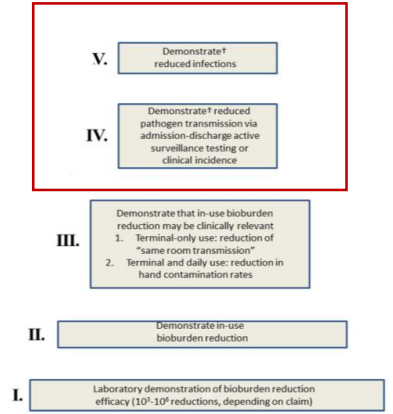 V.
Demonstrate†
reduced infections
IV.
Demonstrate† reduced
pathogen transmission via
admission-discharge active
surveillance testing or
clinical incidence
III.
Demonstrate that in-use bioburden
reduction may be clinically relevant
1. Terminal-only use: reduction of
“same room transmission”
2. Terminal and daily use: reduction in
hand contamination rates
II.
Demonstrate in-use
bioburden reduction
I.
Laboratory demonstration of bioburden reduction
efficacy (10³-10⁶ reductions, depending on claim)